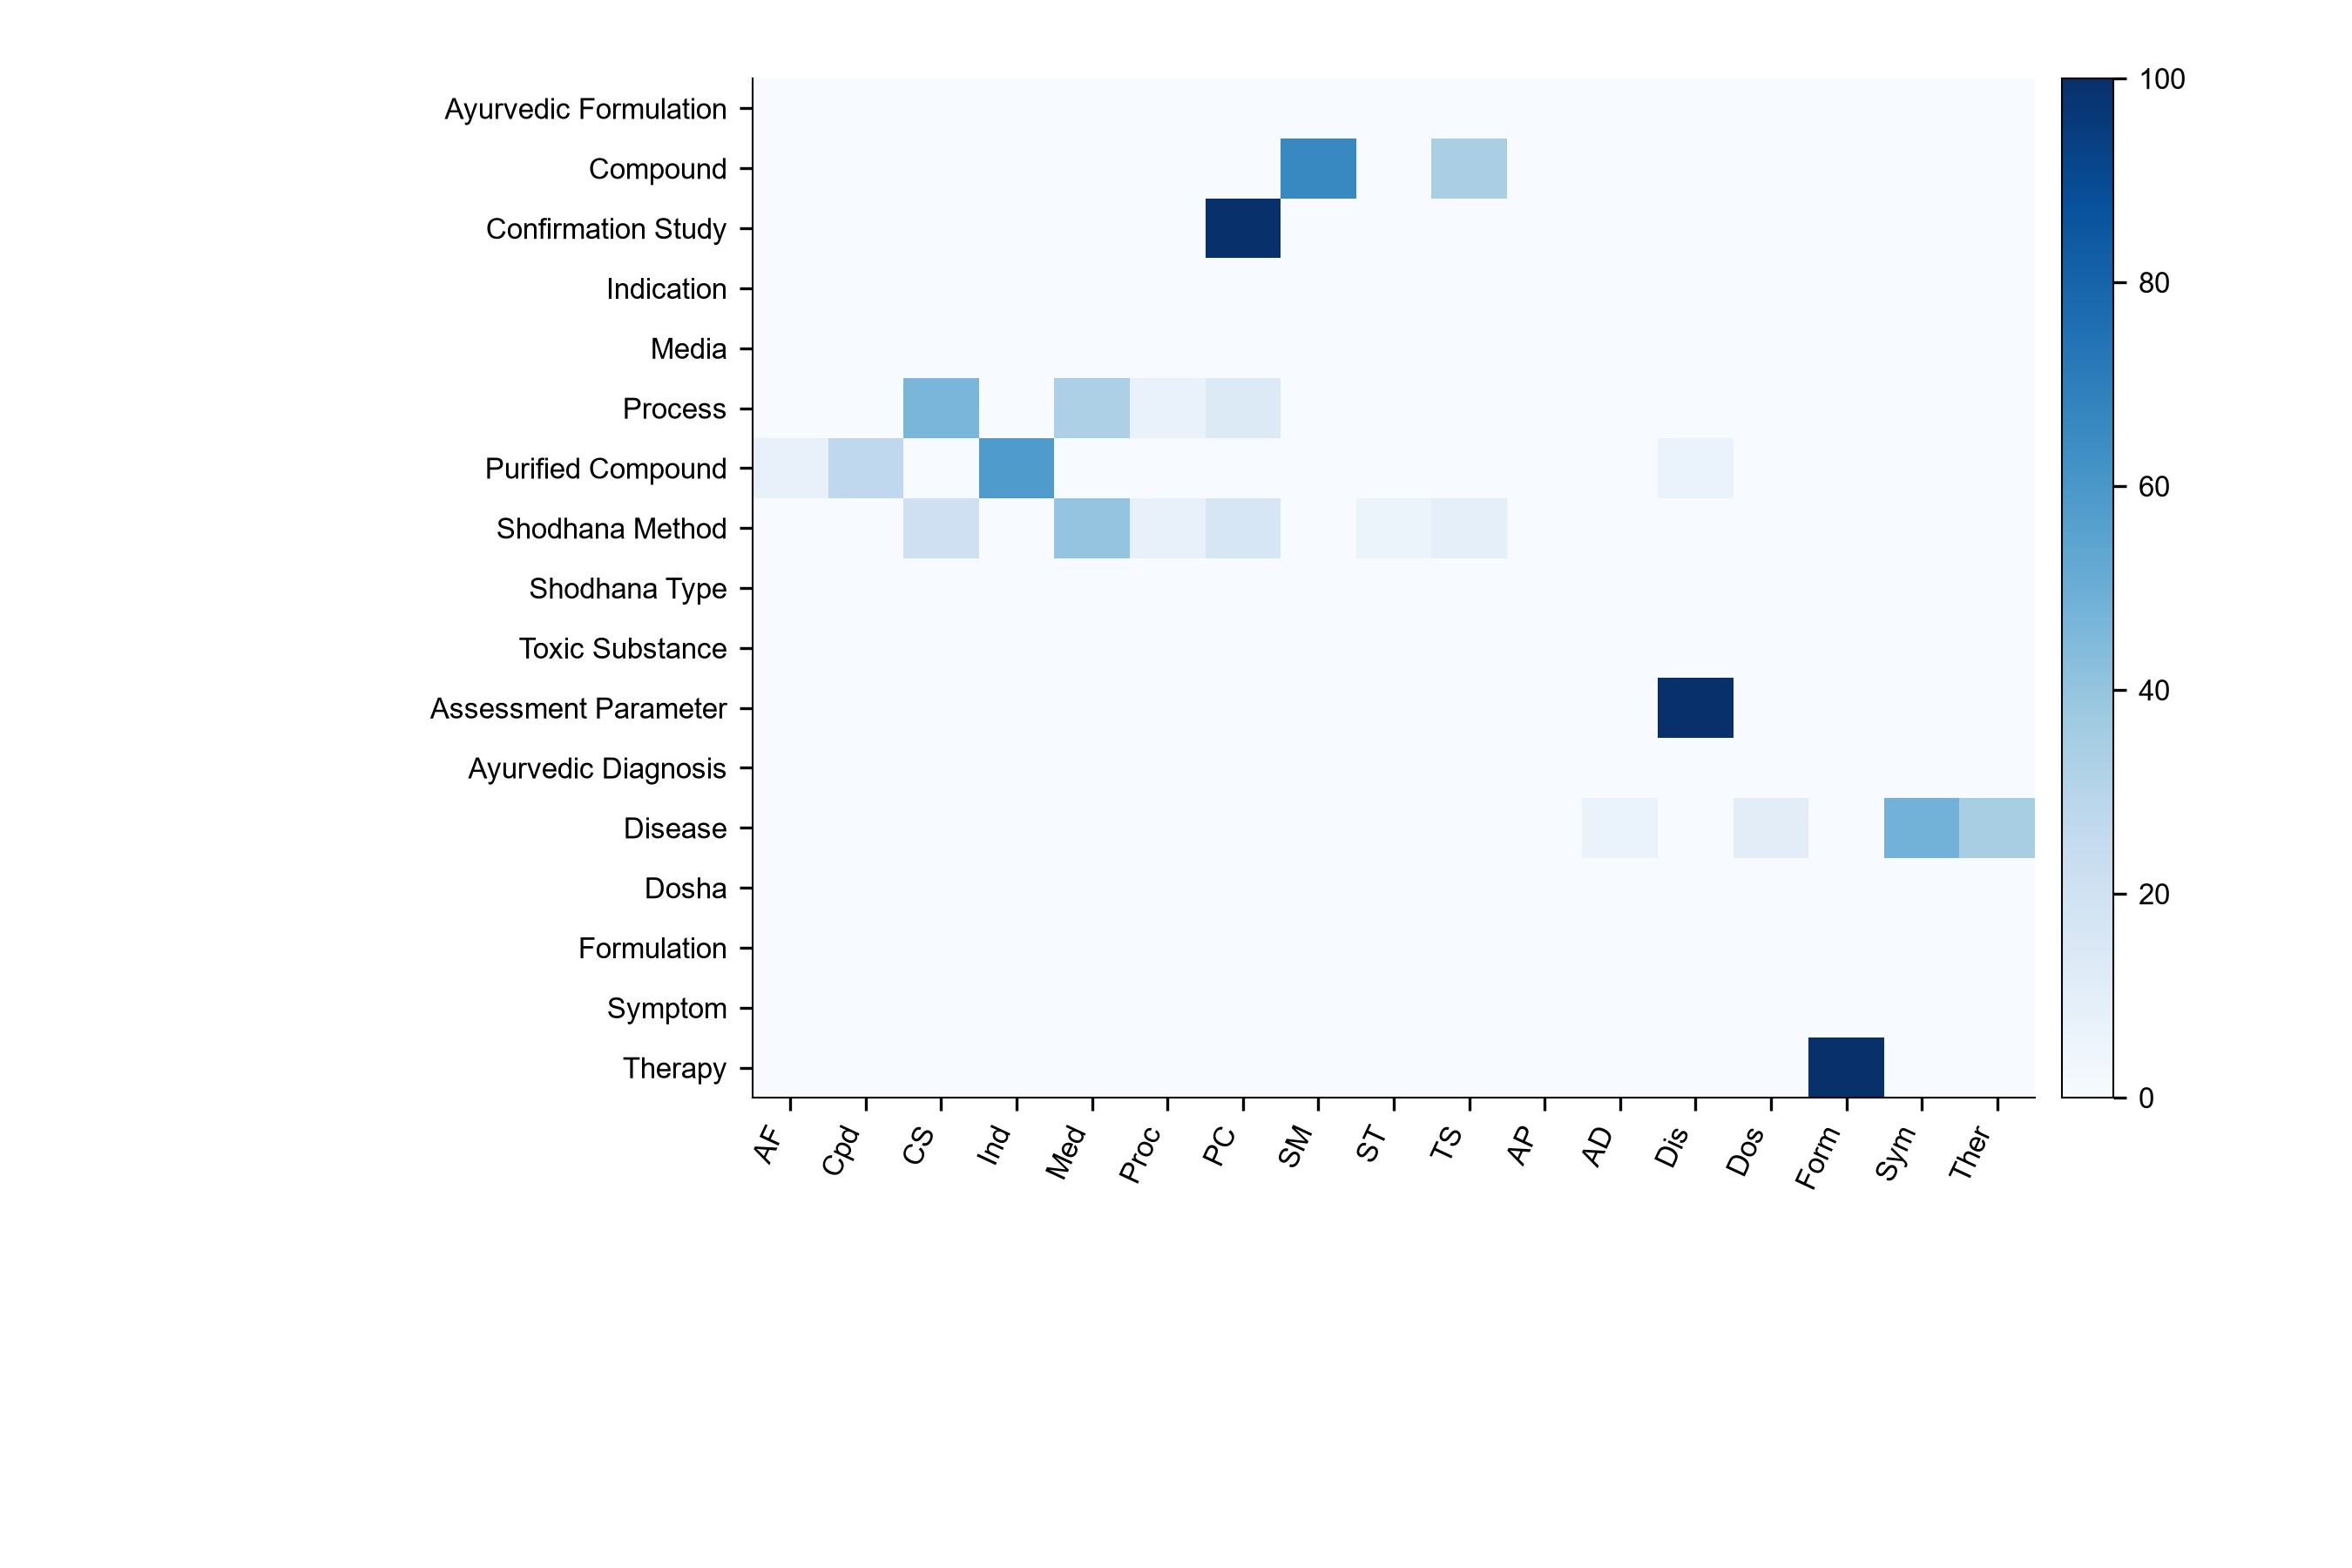 Ayurvedic Formulation
Compound
Confirmation Study
Indication
Media
Process
Purified Compound
Shodhana Method
Shodhana Type
Toxic Substance
Assessment Parameter
Ayurvedic Diagnosis
Disease
Dosha
Formulation
Symptom
Therapy
AF
Cpd
CS
Ind
Med
Proc
PC
SM
ST
TS
AP
AD
Dis
Dos
Form
Sym
Ther
100
80
60
40
20
0